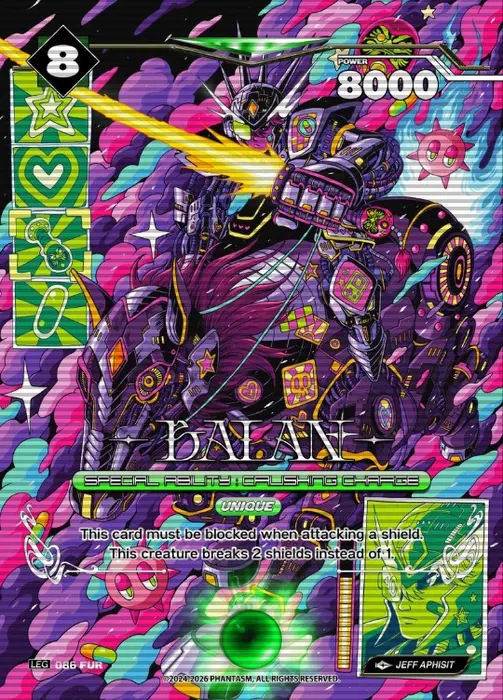 8
POWER
8000
BALAN
SPECIAL ABILITY : CRUSHING CHARGE
UNIQUE
This card must be blocked when attacking a shield.
This creature breaks 2 shields instead of 1.
LEG 086 FUR
JEFF APHISIT
©2024-2026 PHANTASM. ALL RIGHTS RESERVED.